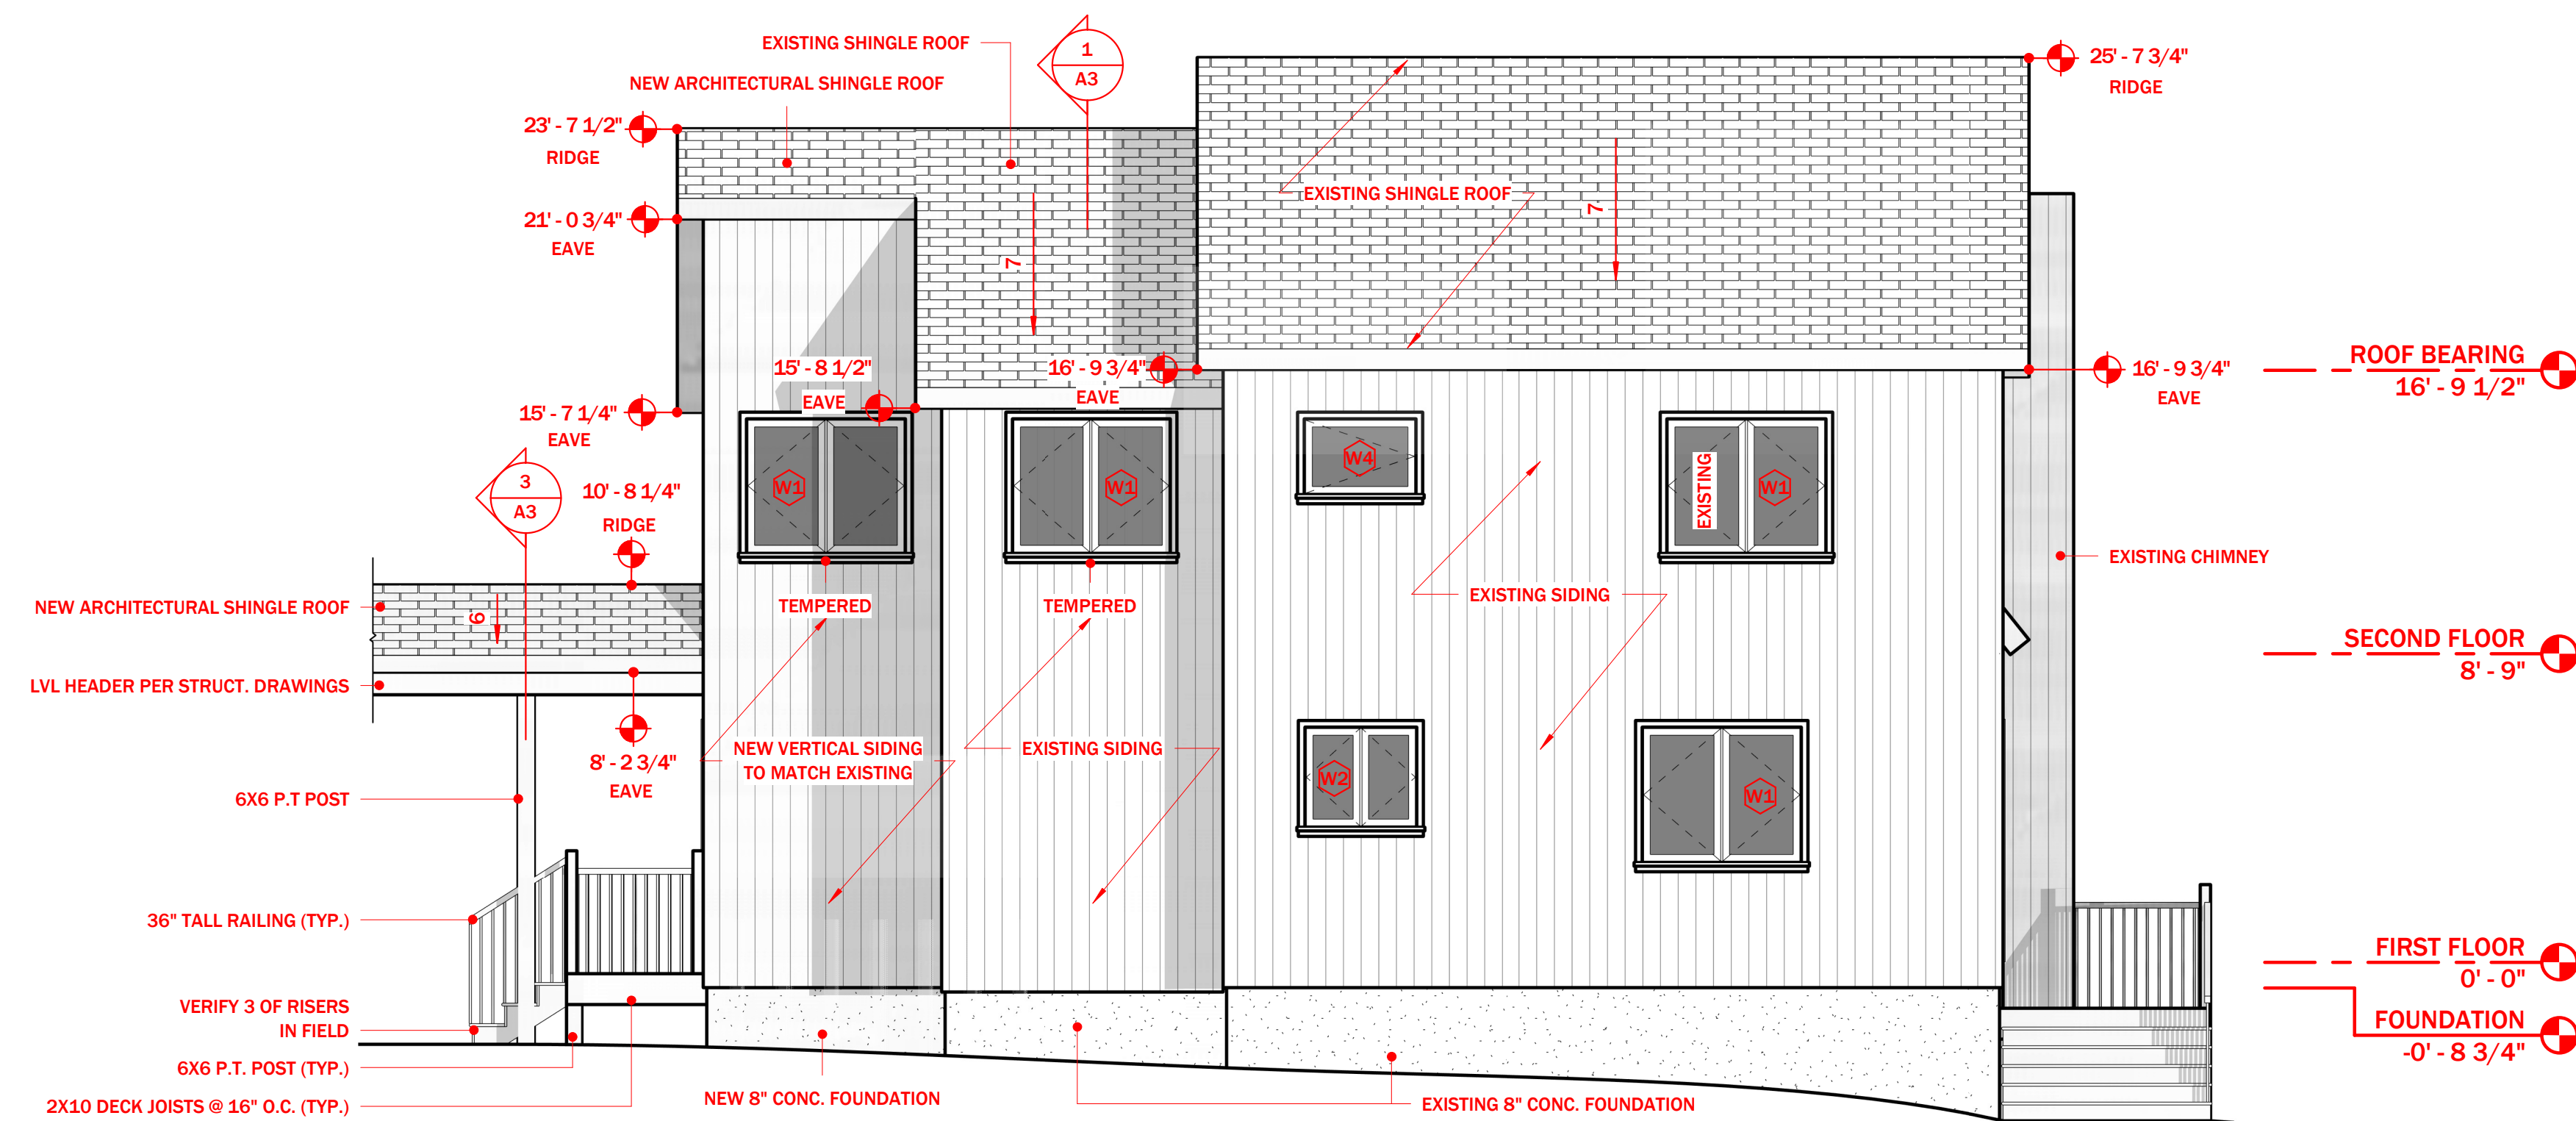 EXISTING SHINGLE ROOF
1
A3
NEW ARCHITECTURAL SHINGLE ROOF
25' - 7 3/4"
RIDGE
23' - 7 1/2"
RIDGE
EXISTING SHINGLE ROOF
7
21' - 0 3/4"
EAVE
7
15' - 8 1/2"
EAVE
16' - 9 3/4"
EAVE
16' - 9 3/4"
EAVE
ROOF BEARING
16' - 9 1/2"
15' - 7 1/4"
EAVE
W4
EXISTING
W1
W1
W1
3
A3
10' - 8 1/4"
RIDGE
EXISTING CHIMNEY
NEW ARCHITECTURAL SHINGLE ROOF
6
TEMPERED
TEMPERED
EXISTING SIDING
SECOND FLOOR
8' - 9"
LVL HEADER PER STRUCT. DRAWINGS
NEW VERTICAL SIDING
TO MATCH EXISTING
EXISTING SIDING
8' - 2 3/4"
EAVE
W2
W1
6X6 P.T POST
36" TALL RAILING (TYP.)
FIRST FLOOR
0' - 0"
VERIFY 3 OF RISERS
IN FIELD
FOUNDATION
-0' - 8 3/4"
6X6 P.T. POST (TYP.)
NEW 8" CONC. FOUNDATION
EXISTING 8" CONC. FOUNDATION
2X10 DECK JOISTS @ 16" O.C. (TYP.)